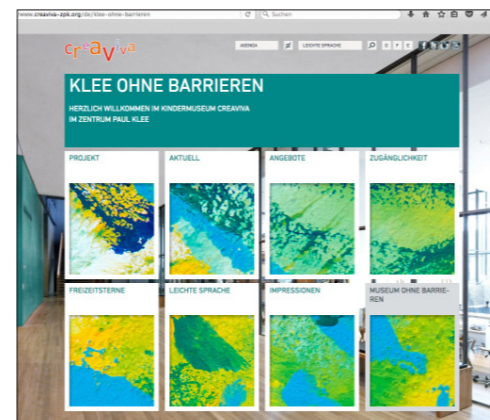 www.creaviva-zpk.org/de/klee-ohne-barrieren
Suchen
creaviva
AGENDA
LEICHTE SPRACHE
D F E
KLEE OHNE BARRIEREN
HERZLICH WILLKOMMEN IM KINDERMUSEUM CREAVIVA
IM ZENTRUM PAUL KLEE
PROJEKT
AKTUELL
ANGEBOTE
ZUGÄNGLICHKEIT
FREIZEITSTERNE
LEICHTE SPRACHE
IMPRESSIONEN
MUSEUM OHNE BARRIE-
REN